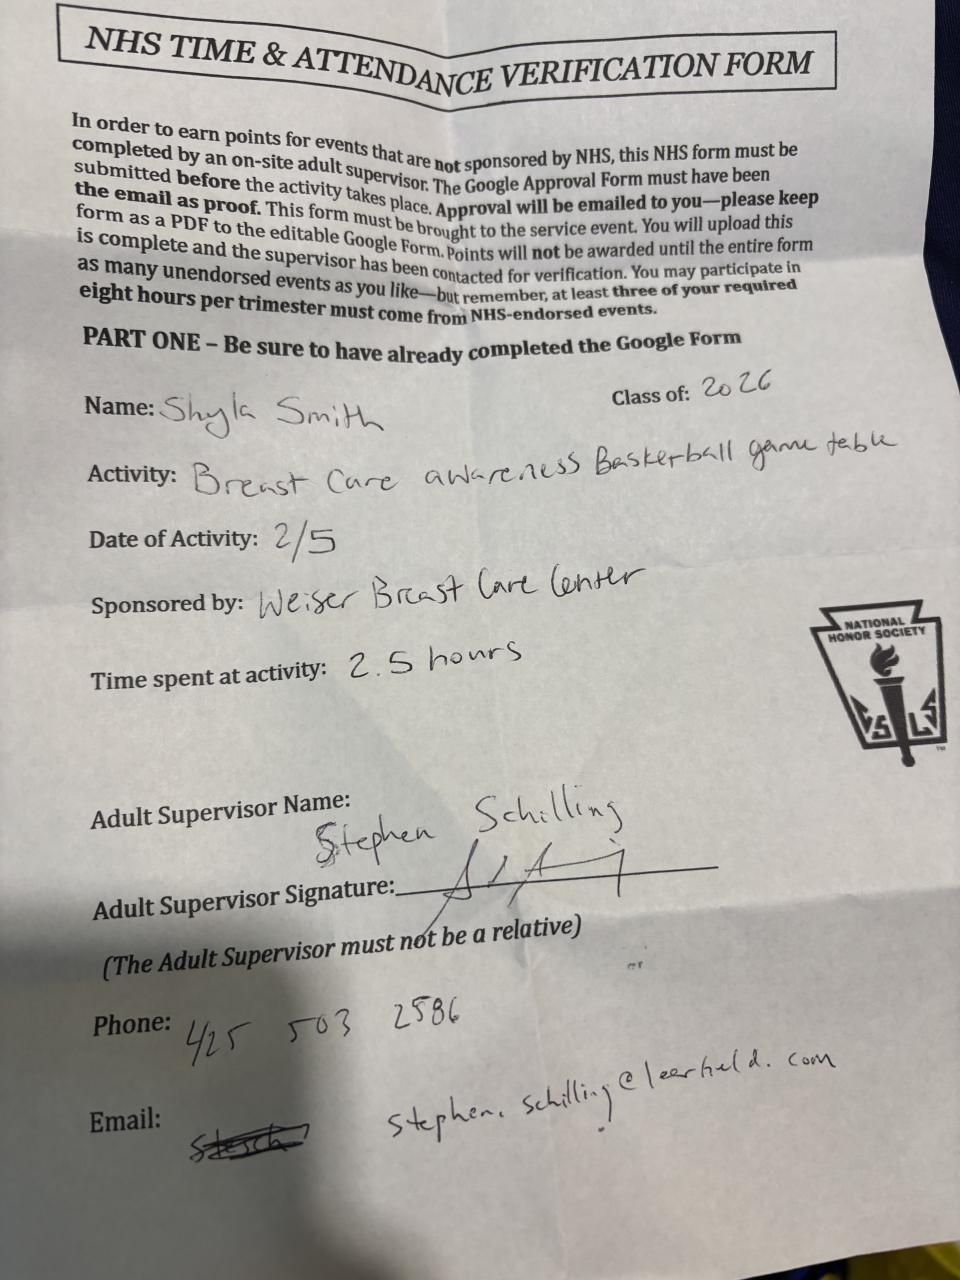 NHS TIME & ATTENDANCE VERIFICATION FORM
In order to earn points for events that are not sponsored by NHS, this NHS form must be
completed by an on-site adult supervisor. The Google Approval Form must have been
submitted before the activity takes place. Approval will be emailed to you—please keep
the email as proof. This form must be brought to the service event. You will upload this
form as a PDF to the editable Google Form. Points will not be awarded until the entire form
is complete and the supervisor has been contacted for verification. You may participate in
as many unendorsed events as you like—but remember, at least three of your required
eight hours per trimester must come from NHS-endorsed events.
PART ONE – Be sure to have already completed the Google Form
Name: Shyla Smith Class of: 2026
Activity: Breast Care awareness Basketball game table
Date of Activity: 2/5
Sponsored by: Weiser Breast Care Center
Time spent at activity: 2.5 hours
NATIONAL
HONOR SOCIETY
S L S
TM
Adult Supervisor Name:
Stephen Schilling
Adult Supervisor Signature:
(The Adult Supervisor must not be a relative)
Phone: 425 503 2586
Email: stephen.schilling@learfield.com